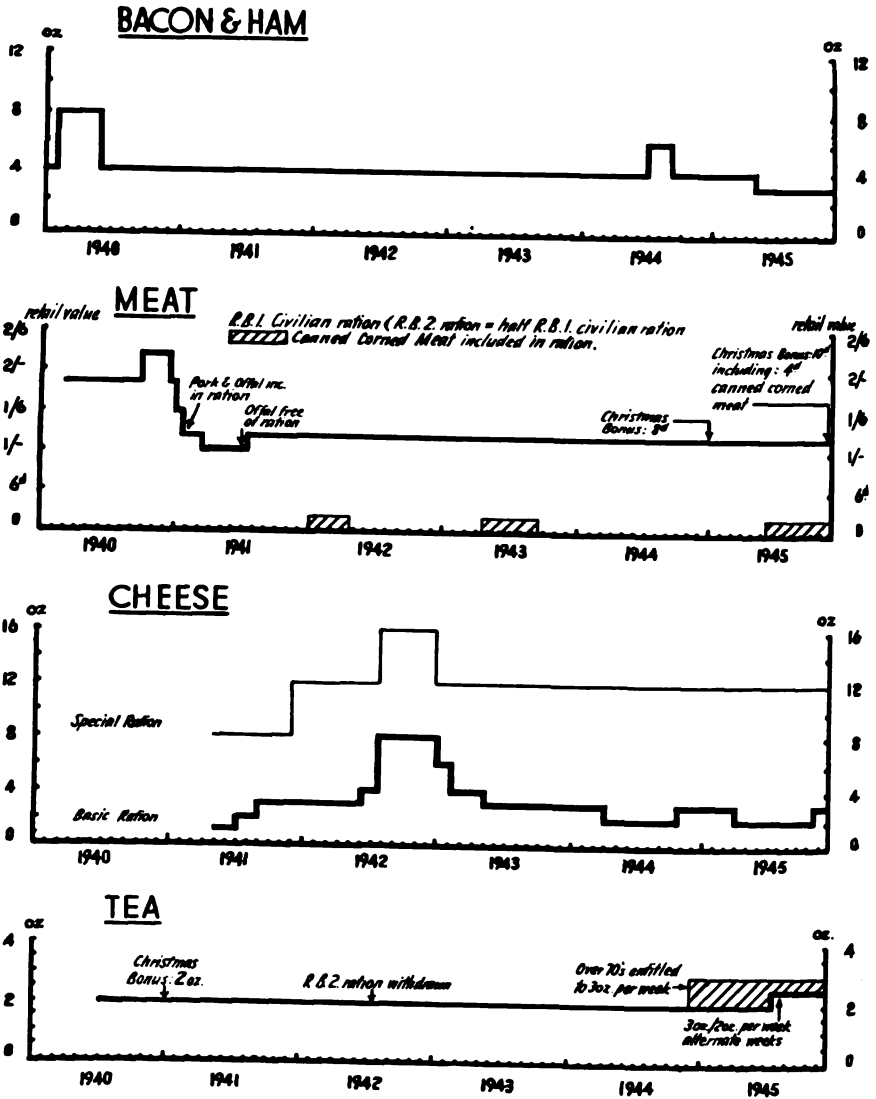 BACON & HAM
oz
oz
12
12
8
8
4
4
0
0
1940
1941
1942
1943
1944
1945
MEAT
retail value
retail value
R.B.1. Civilian ration (R.B.2. ration = half R.B.1. civilian ration
Canned Corned Meat included in ration.
2/6
2/6
2/-
2/-
1/6
1/6
1/-
1/-
6d
6d
0
0
Pork & Offal inc.
in ration
Offal free
of ration
Christmas
Bonus: 8d
Christmas Bonus: 10d
including: 4d
canned corned
meat
1940
1941
1942
1943
1944
1945
CHEESE
oz
oz
16
16
12
12
8
8
4
4
0
0
Special Ration
Basic Ration
1940
1941
1942
1943
1944
1945
TEA
oz
oz.
4
4
2
2
0
0
Christmas
Bonus: 2 oz.
R.B.2. ration withdrawn
Over 70's entitled
to 3oz. per week
3oz./2oz. per week
alternate weeks
1940
1941
1942
1943
1944
1945